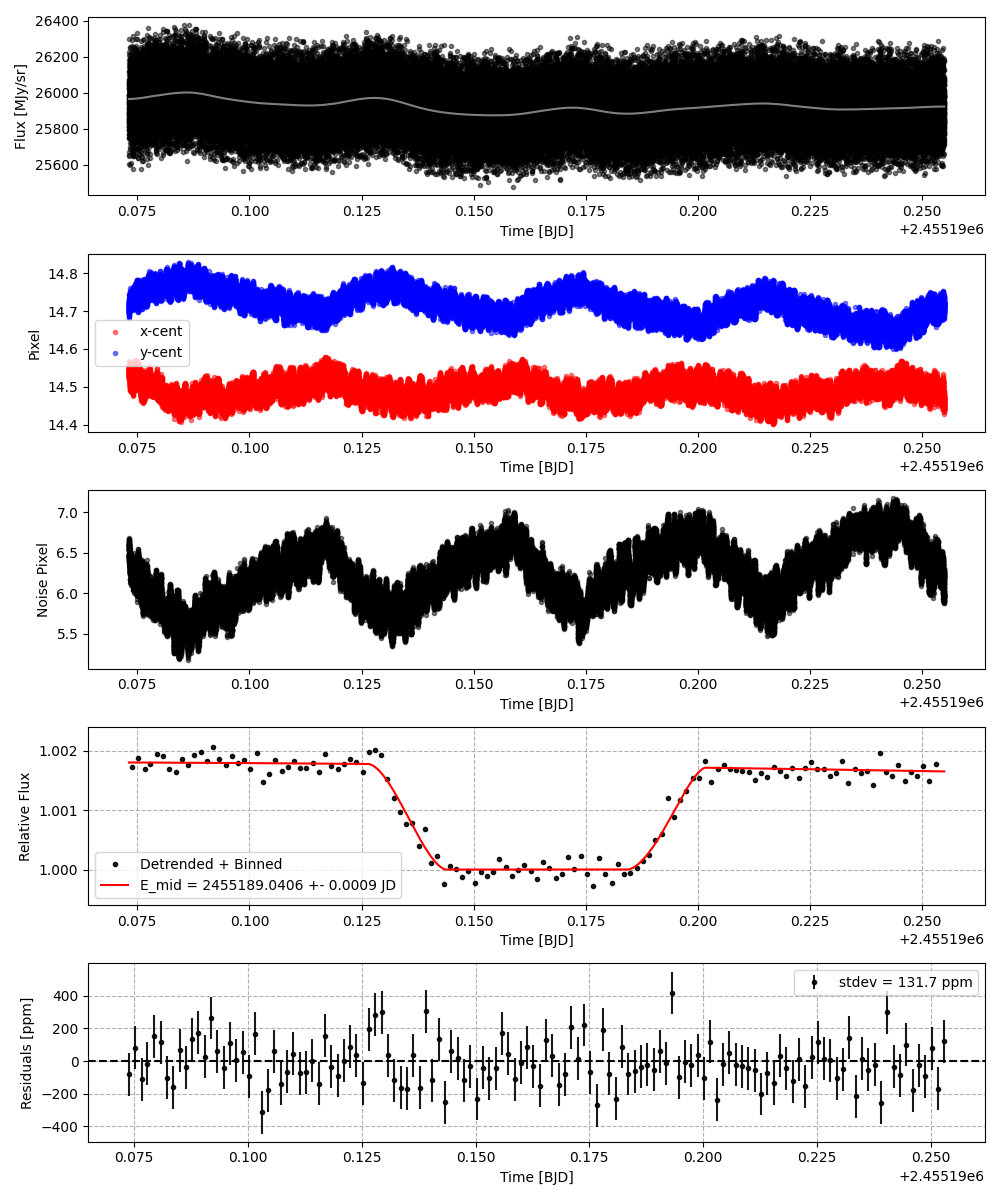 26400
26200
26000
25800
25600
Flux [MJy/sr]
0.075 0.100 0.125 0.150 0.175 0.200 0.225 0.250
Time [BJD]
+2.45519e6
14.8
14.7
14.6
14.5
14.4
Pixel
x-cent
y-cent
0.075 0.100 0.125 0.150 0.175 0.200 0.225 0.250
Time [BJD]
+2.45519e6
7.0
6.5
6.0
5.5
Noise Pixel
0.075 0.100 0.125 0.150 0.175 0.200 0.225 0.250
Time [BJD]
+2.45519e6
1.002
1.001
1.000
Relative Flux
Detrended + Binned
E_mid = 2455189.0406 +- 0.0009 JD
0.075 0.100 0.125 0.150 0.175 0.200 0.225 0.250
Time [BJD]
+2.45519e6
400
200
0
−200
−400
Residuals [ppm]
stdev = 131.7 ppm
0.075 0.100 0.125 0.150 0.175 0.200 0.225 0.250
Time [BJD]
+2.45519e6